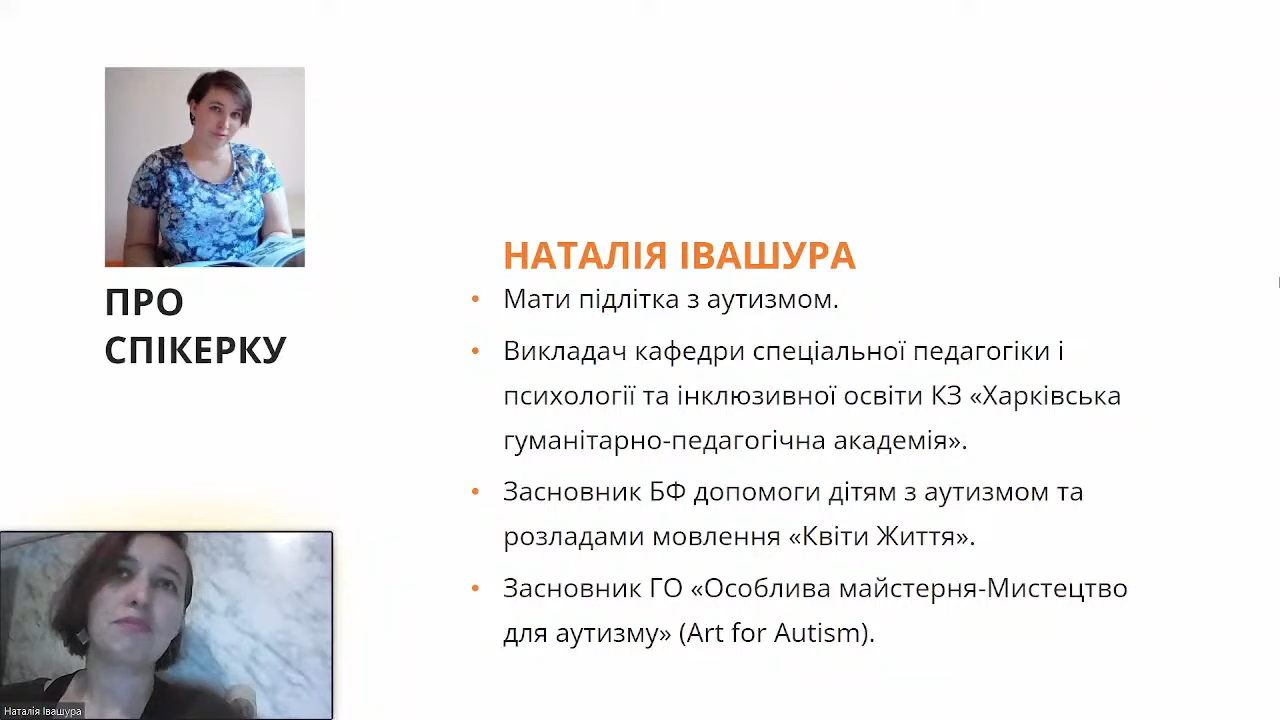 ПРО
СПІКЕРКУ
НАТАЛІЯ ІВАШУРА
• Мати підлітка з аутизмом.
• Викладач кафедри спеціальної педагогіки і
психології та інклюзивної освіти КЗ «Харківська
гуманітарно-педагогічна академія».
• Засновник БФ допомоги дітям з аутизмом та
розладами мовлення «Квіти Життя».
• Засновник ГО «Особлива майстерня-Мистецтво
для аутизму» (Art for Autism).
Наталія Івашура